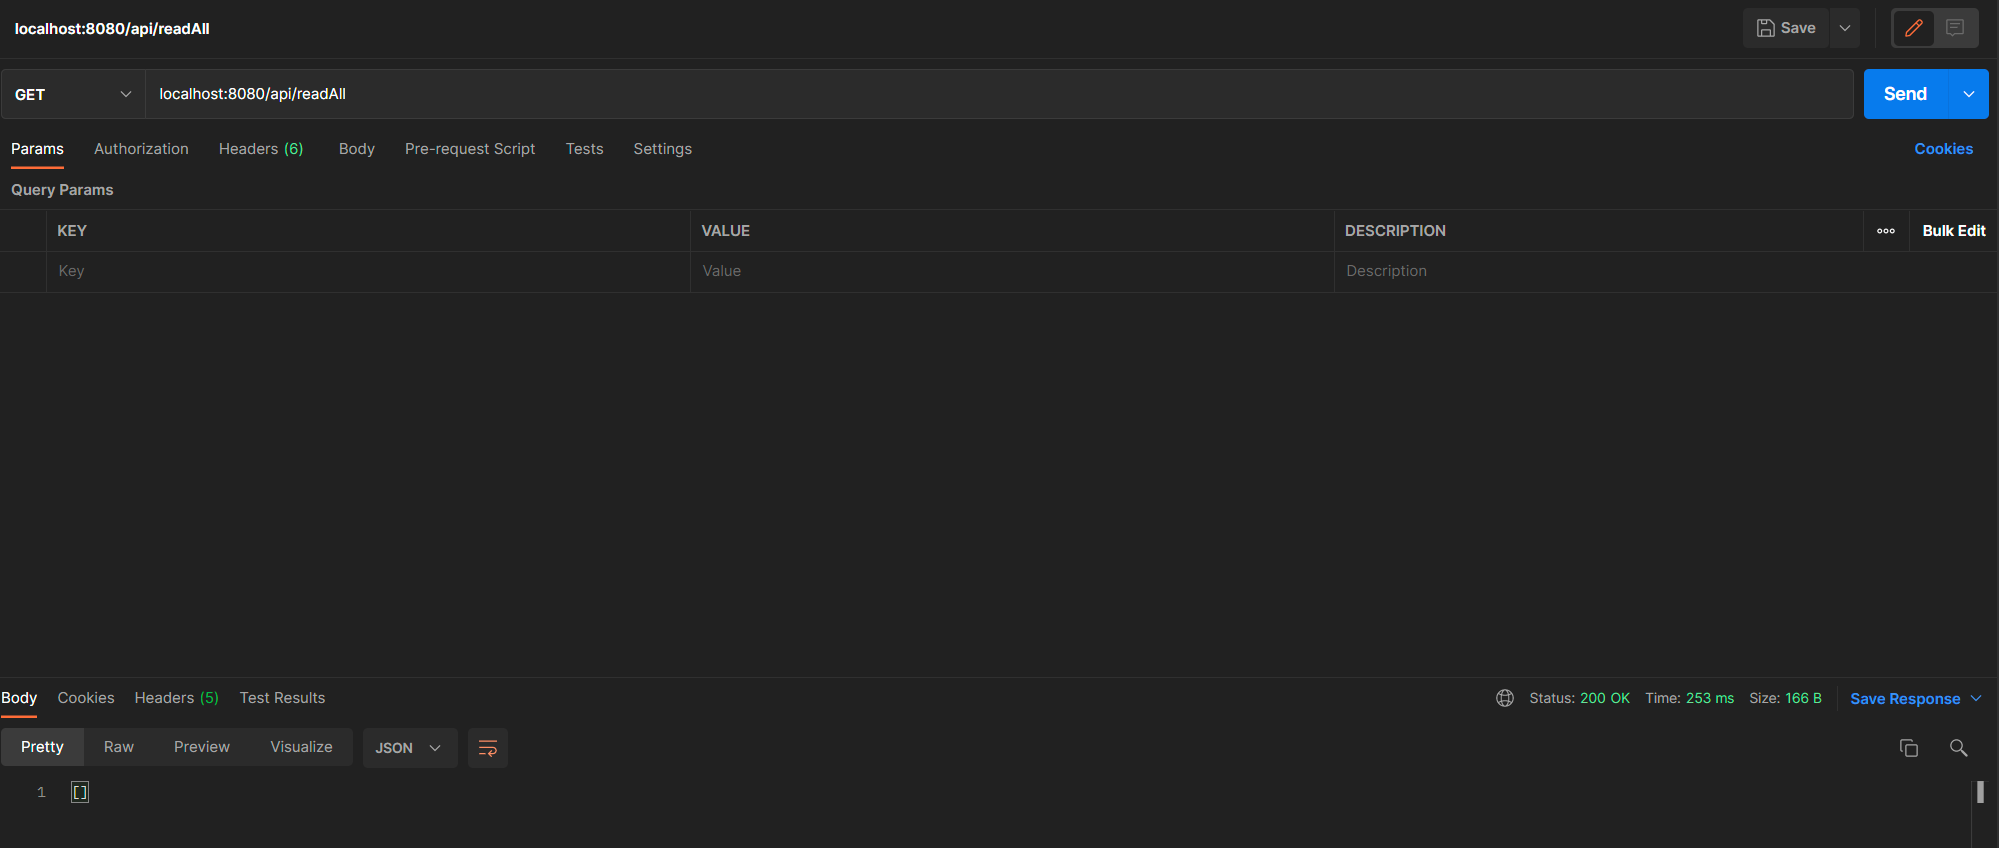 localhost:8080/api/readAll
Save
GET localhost:8080/api/readAll Send
Params Authorization Headers (6) Body Pre-request Script Tests Settings Cookies
Query Params
KEY VALUE DESCRIPTION Bulk Edit
Key Value Description
Body Cookies Headers (5) Test Results Status: 200 OK Time: 253 ms Size: 166 B Save Response
Pretty Raw Preview Visualize JSON
1 []